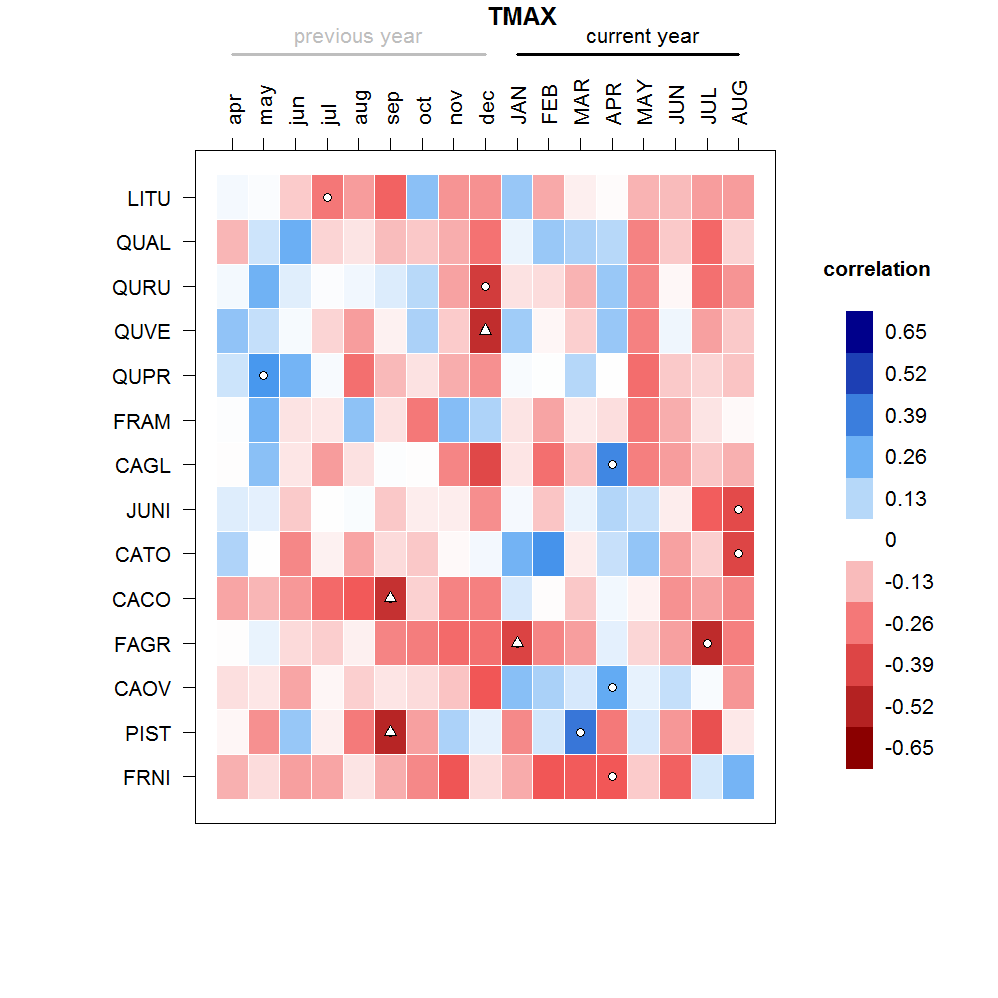 TMAX
previous year current year
apr may jun jul aug sep oct nov dec JAN FEB MAR APR MAY JUN JUL AUG
LITU
QUAL
QURU
QUVE
QUPR
FRAM
CAGL
JUNI
CATO
CACO
FAGR
CAOV
PIST
FRNI
correlation
0.65
0.52
0.39
0.26
0.13
0
-0.13
-0.26
-0.39
-0.52
-0.65